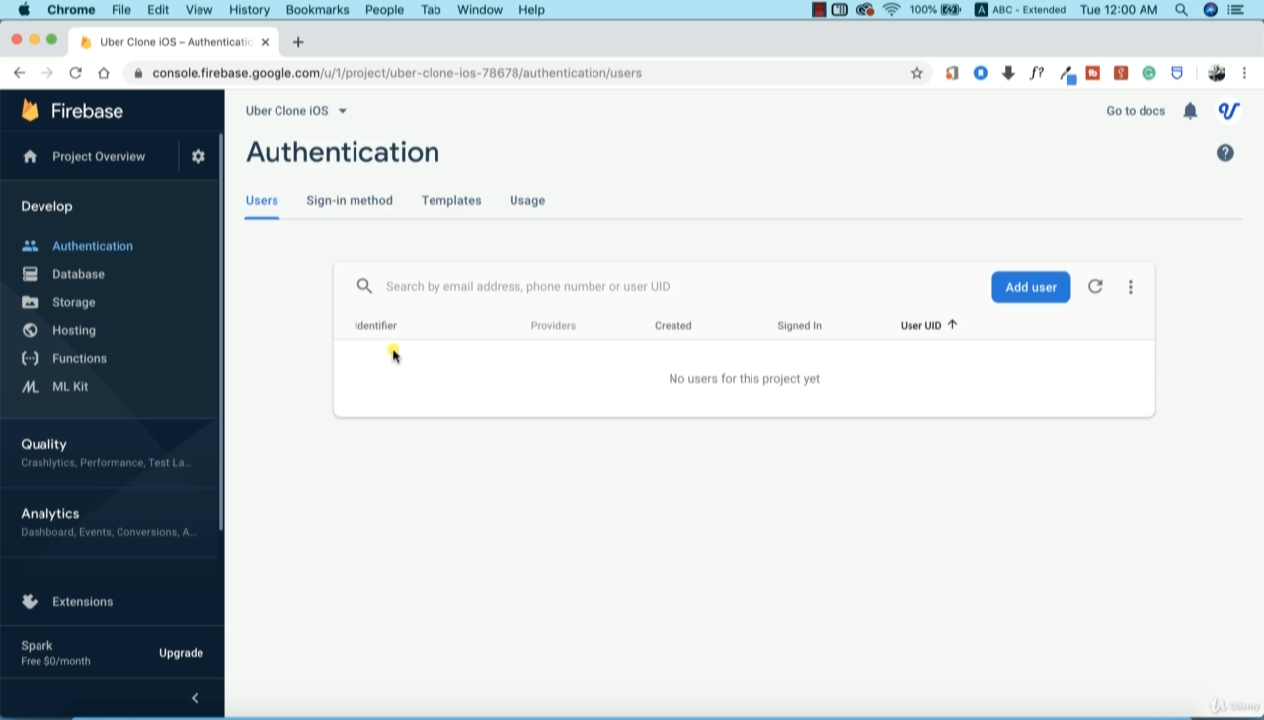 Chrome File Edit View History Bookmarks People Tab Window Help 100% A ABC - Extended Tue 12:00 AM
Uber Clone iOS – Authenticatic
console.firebase.google.com/u/1/project/uber-clone-ios-78678/authentication/users
f?
Firebase
Uber Clone iOS
Go to docs
Project Overview
Authentication
Users Sign-in method Templates Usage
Develop
Authentication
Database
Storage
Hosting
Functions
ML Kit
Search by email address, phone number or user UID
Add user
Identifier Providers Created Signed In User UID
No users for this project yet
Quality
Crashlytics, Performance, Test La...
Analytics
Dashboard, Events, Conversions, A...
Extensions
Spark
Free $0/month
Upgrade
Udemy